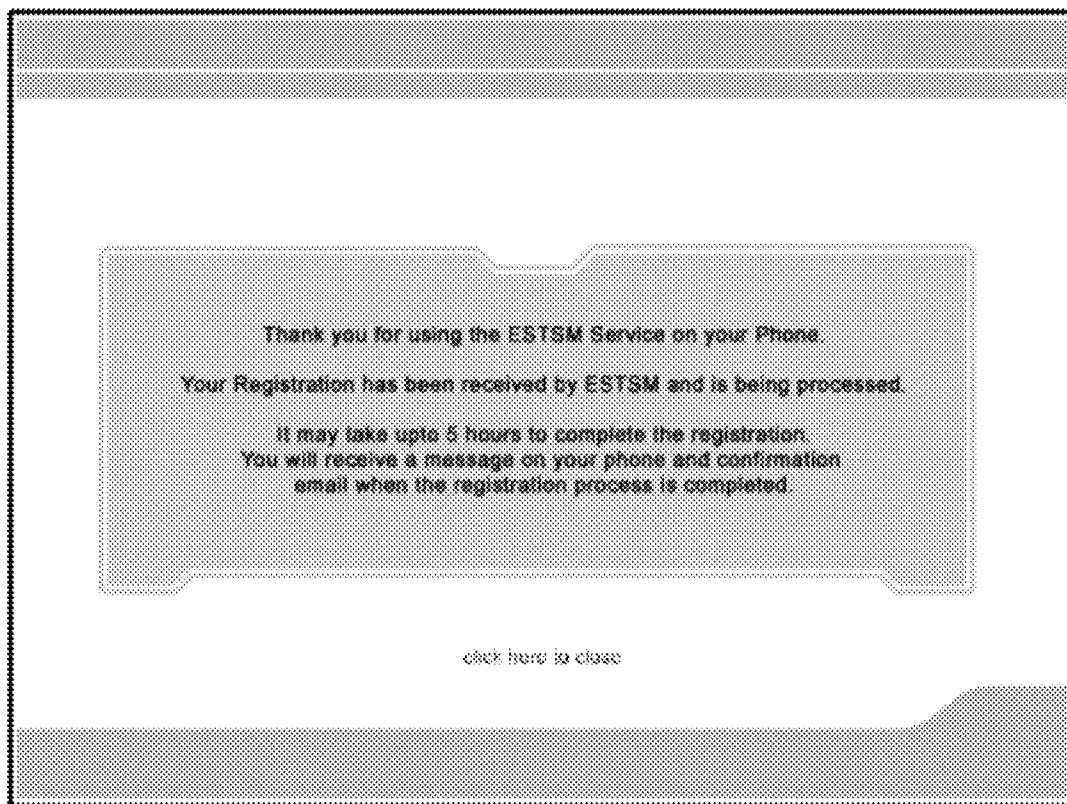 Thank you for using the ESTSM Service on your Phone.
Your Registration has been received by ESTSM and is being processed.
It may take upto 5 hours to complete the registration.
You will receive a message on your phone and confirmation
email when the registration process is completed.
click here to close